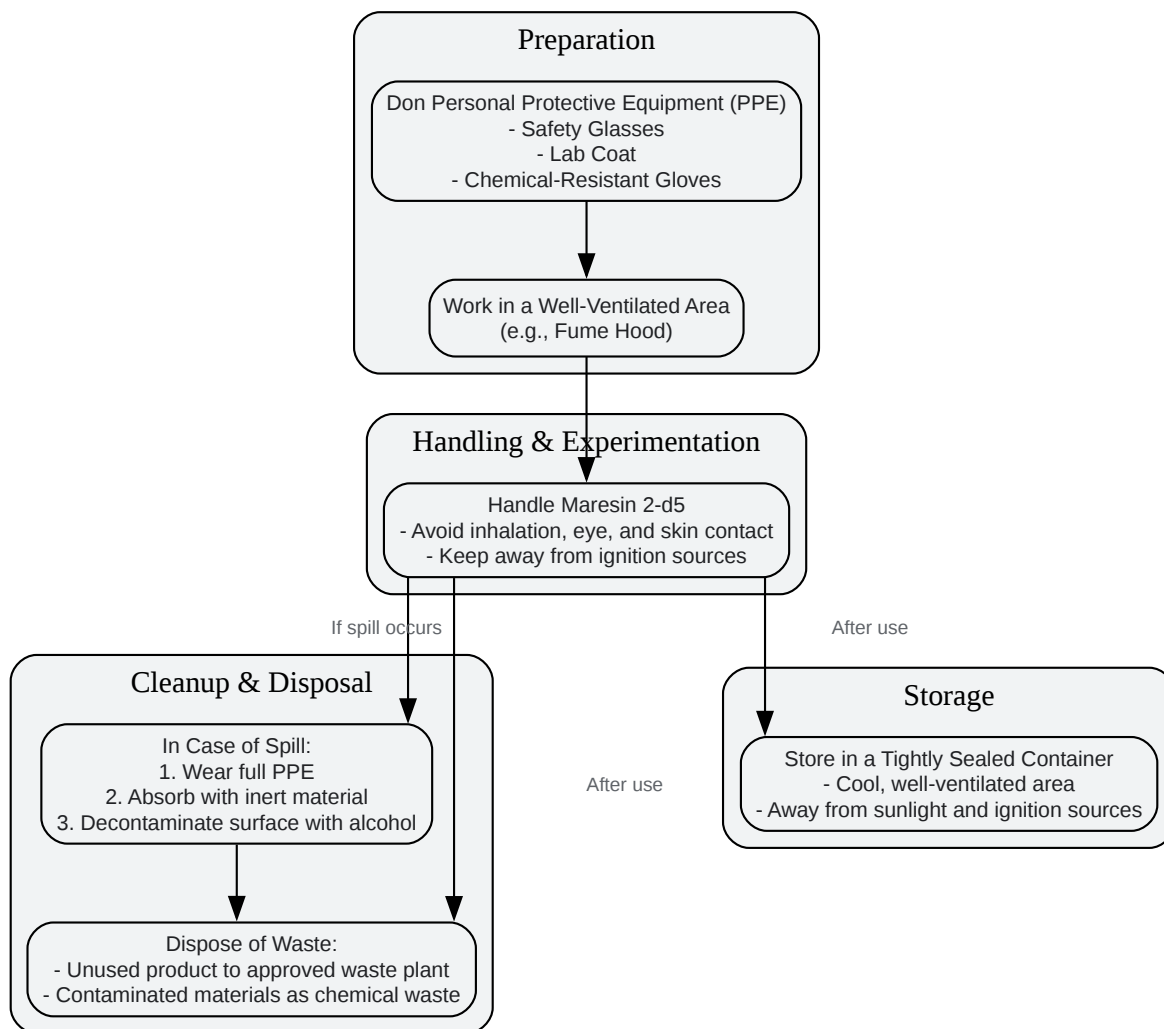 Preparation
Don Personal Protective Equipment (PPE)
- Safety Glasses
- Lab Coat
- Chemical-Resistant Gloves
Work in a Well-Ventilated Area
(e.g., Fume Hood)
Handling & Experimentation
Handle Maresin 2-d5
- Avoid inhalation, eye, and skin contact
- Keep away from ignition sources
If spill occurs
After use
Cleanup & Disposal
In Case of Spill:
1. Wear full PPE
2. Absorb with inert material
3. Decontaminate surface with alcohol
After use
Storage
Store in a Tightly Sealed Container
- Cool, well-ventilated area
- Away from sunlight and ignition sources
Dispose of Waste:
- Unused product to approved waste plant
- Contaminated materials as chemical waste